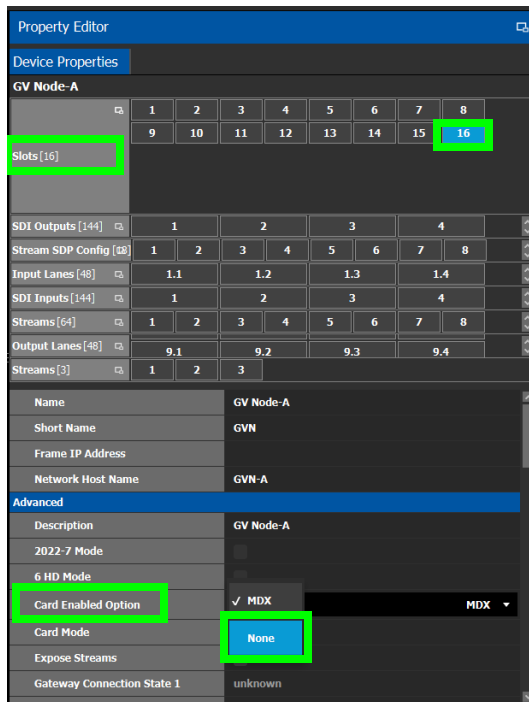 Property Editor
Device Properties
GV Node-A
1 2 3 4 5 6 7 8
9 10 11 12 13 14 15 16
Slots [16]
SDI Outputs [144] 1 2 3 4
Stream SDP Config 1 2 3 4 5 6 7 8
Input Lanes [48] 1.1 1.2 1.3 1.4
SDI Inputs [144] 1 2 3 4
Streams [64] 1 2 3 4 5 6 7 8
Output Lanes [48] 9.1 9.2 9.3 9.4
Streams [3] 1 2 3
Name GV Node-A
Short Name GVN
Frame IP Address
Network Host Name GVN-A
Advanced
Description GV Node-A
2022-7 Mode
6 HD Mode
Card Enabled Option ✓ MDX MDX
Card Mode None
Expose Streams
Gateway Connection State 1 unknown